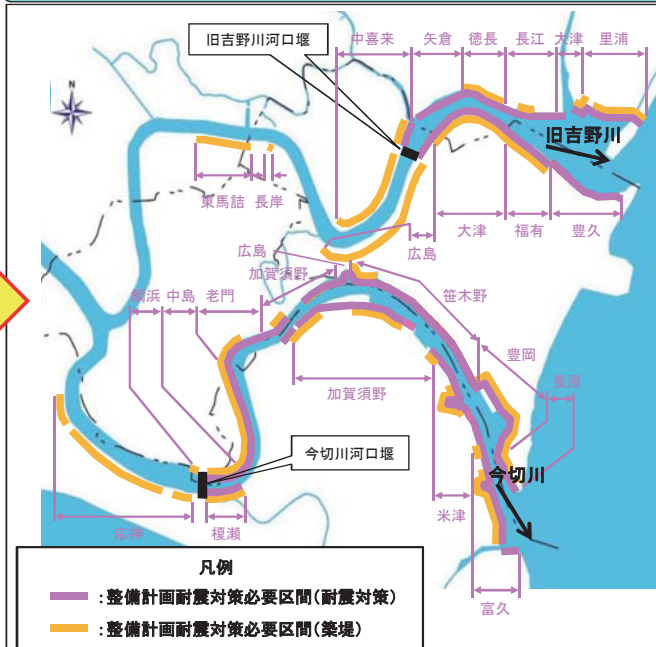 旧吉野川河口堰
中喜来
矢倉
徳長
長江
大津
里浦
N
旧吉野川
東馬詰
長岸
広島
大津
福有
豊久
広島
加賀須野
笹木野
鯛浜
中島
老門
豊岡
長原
加賀須野
今切川河口堰
今切川
応神
榎瀬
米津
富久
凡例
:整備計画耐震対策必要区間(耐震対策)
:整備計画耐震対策必要区間(築堤)